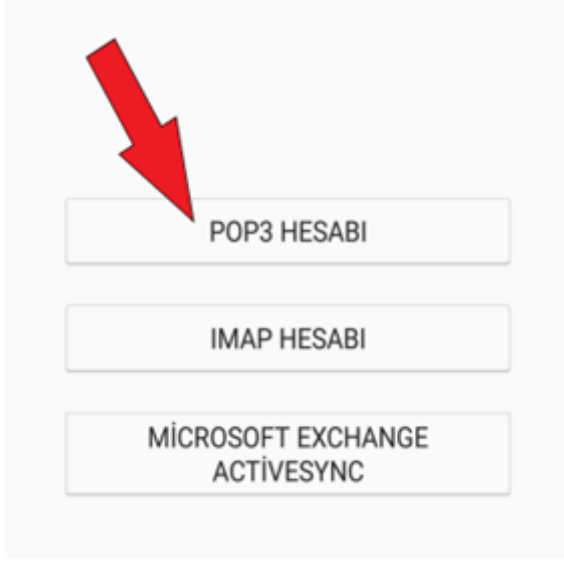 POP3 HESABI
IMAP HESABI
MİCROSOFT EXCHANGE
ACTİVESYNC